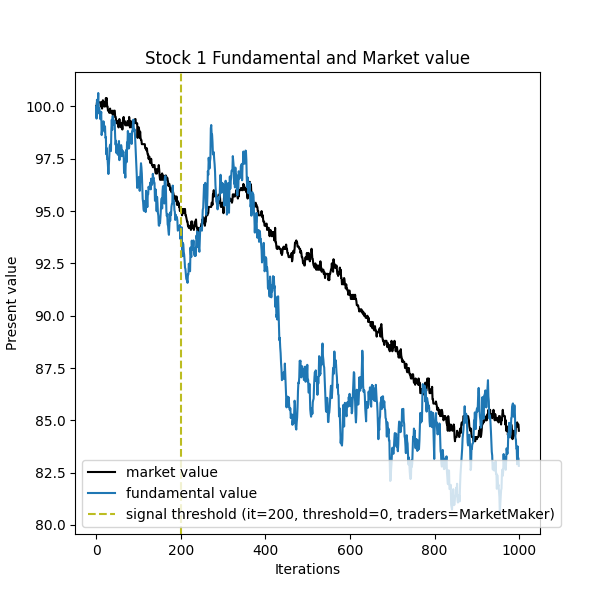 Stock 1 Fundamental and Market value
100.0
97.5
95.0
92.5
90.0
87.5
85.0
82.5
80.0
Present value
market value
fundamental value
signal threshold (it=200, threshold=0, traders=MarketMaker)
0 200 400 600 800 1000
Iterations